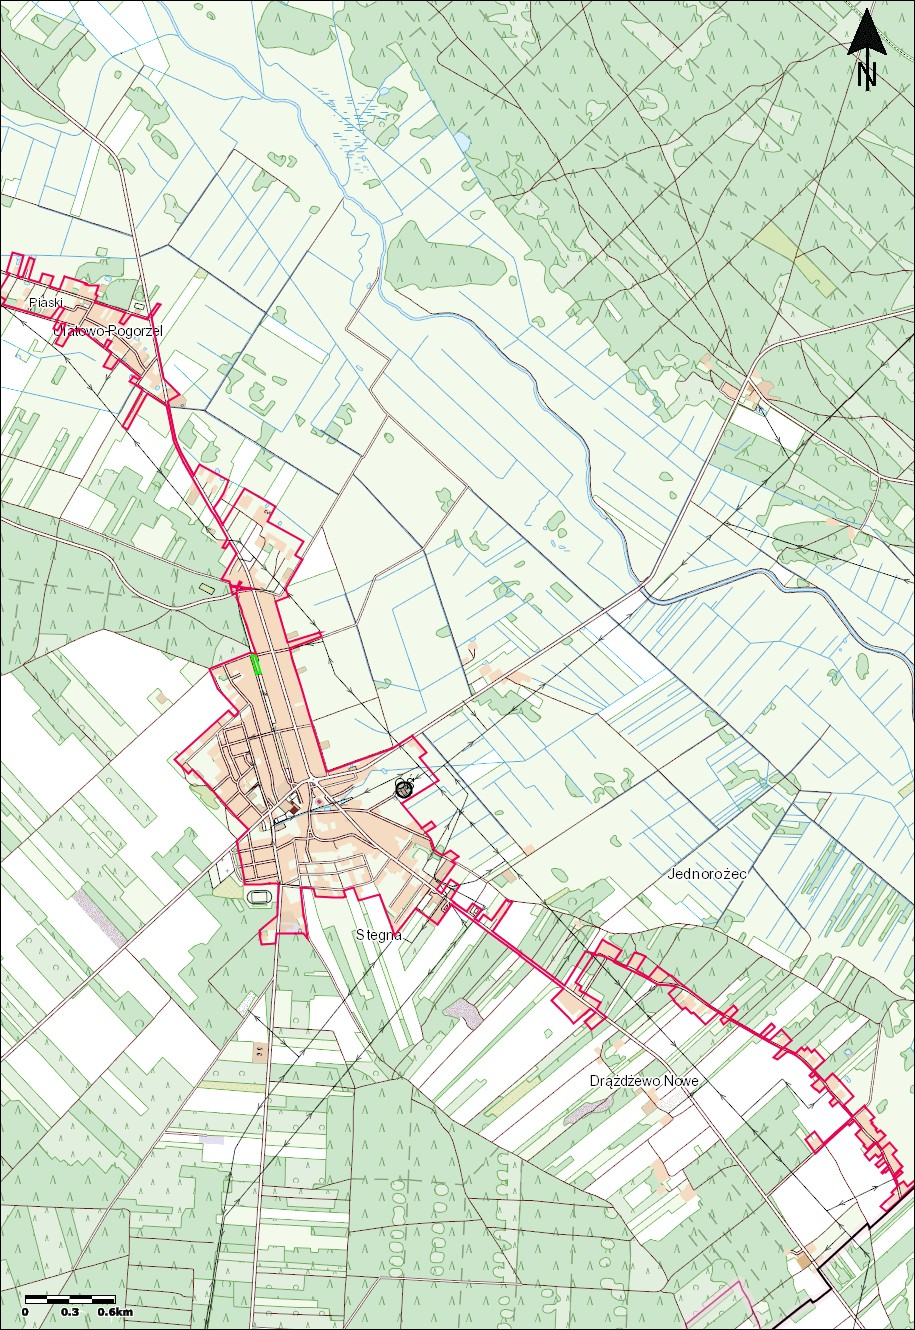 N
Piaski
Ulatowo-Pogorzel
Jednorożec
Stegna
Drążdżewo Nowe
0 0.3 0.6km